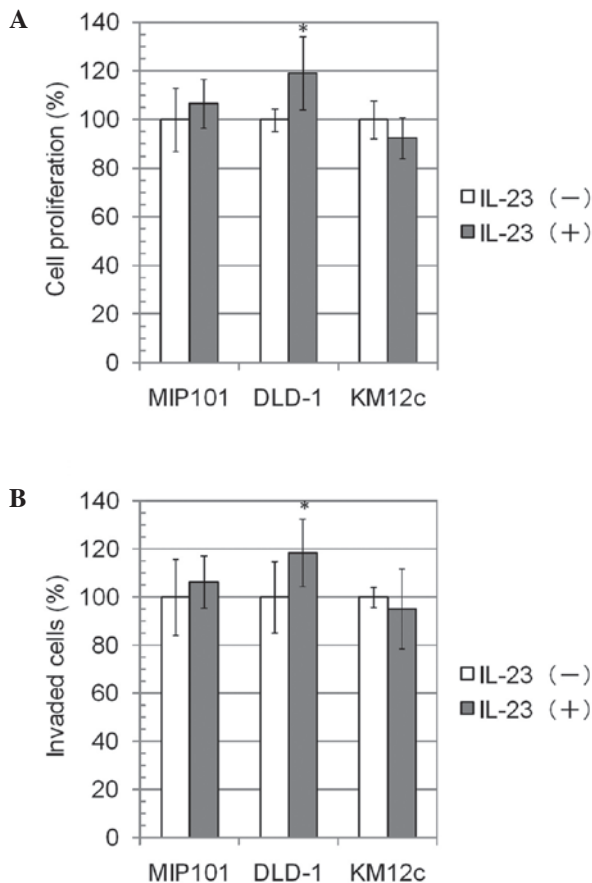 A
140
120
100
80
60
40
20
0
Cell proliferation (%)
*
MIP101 DLD-1 KM12c
IL-23 (－)
IL-23 (＋)
B
140
120
100
80
60
40
20
0
Invaded cells (%)
*
MIP101 DLD-1 KM12c
IL-23 (－)
IL-23 (＋)